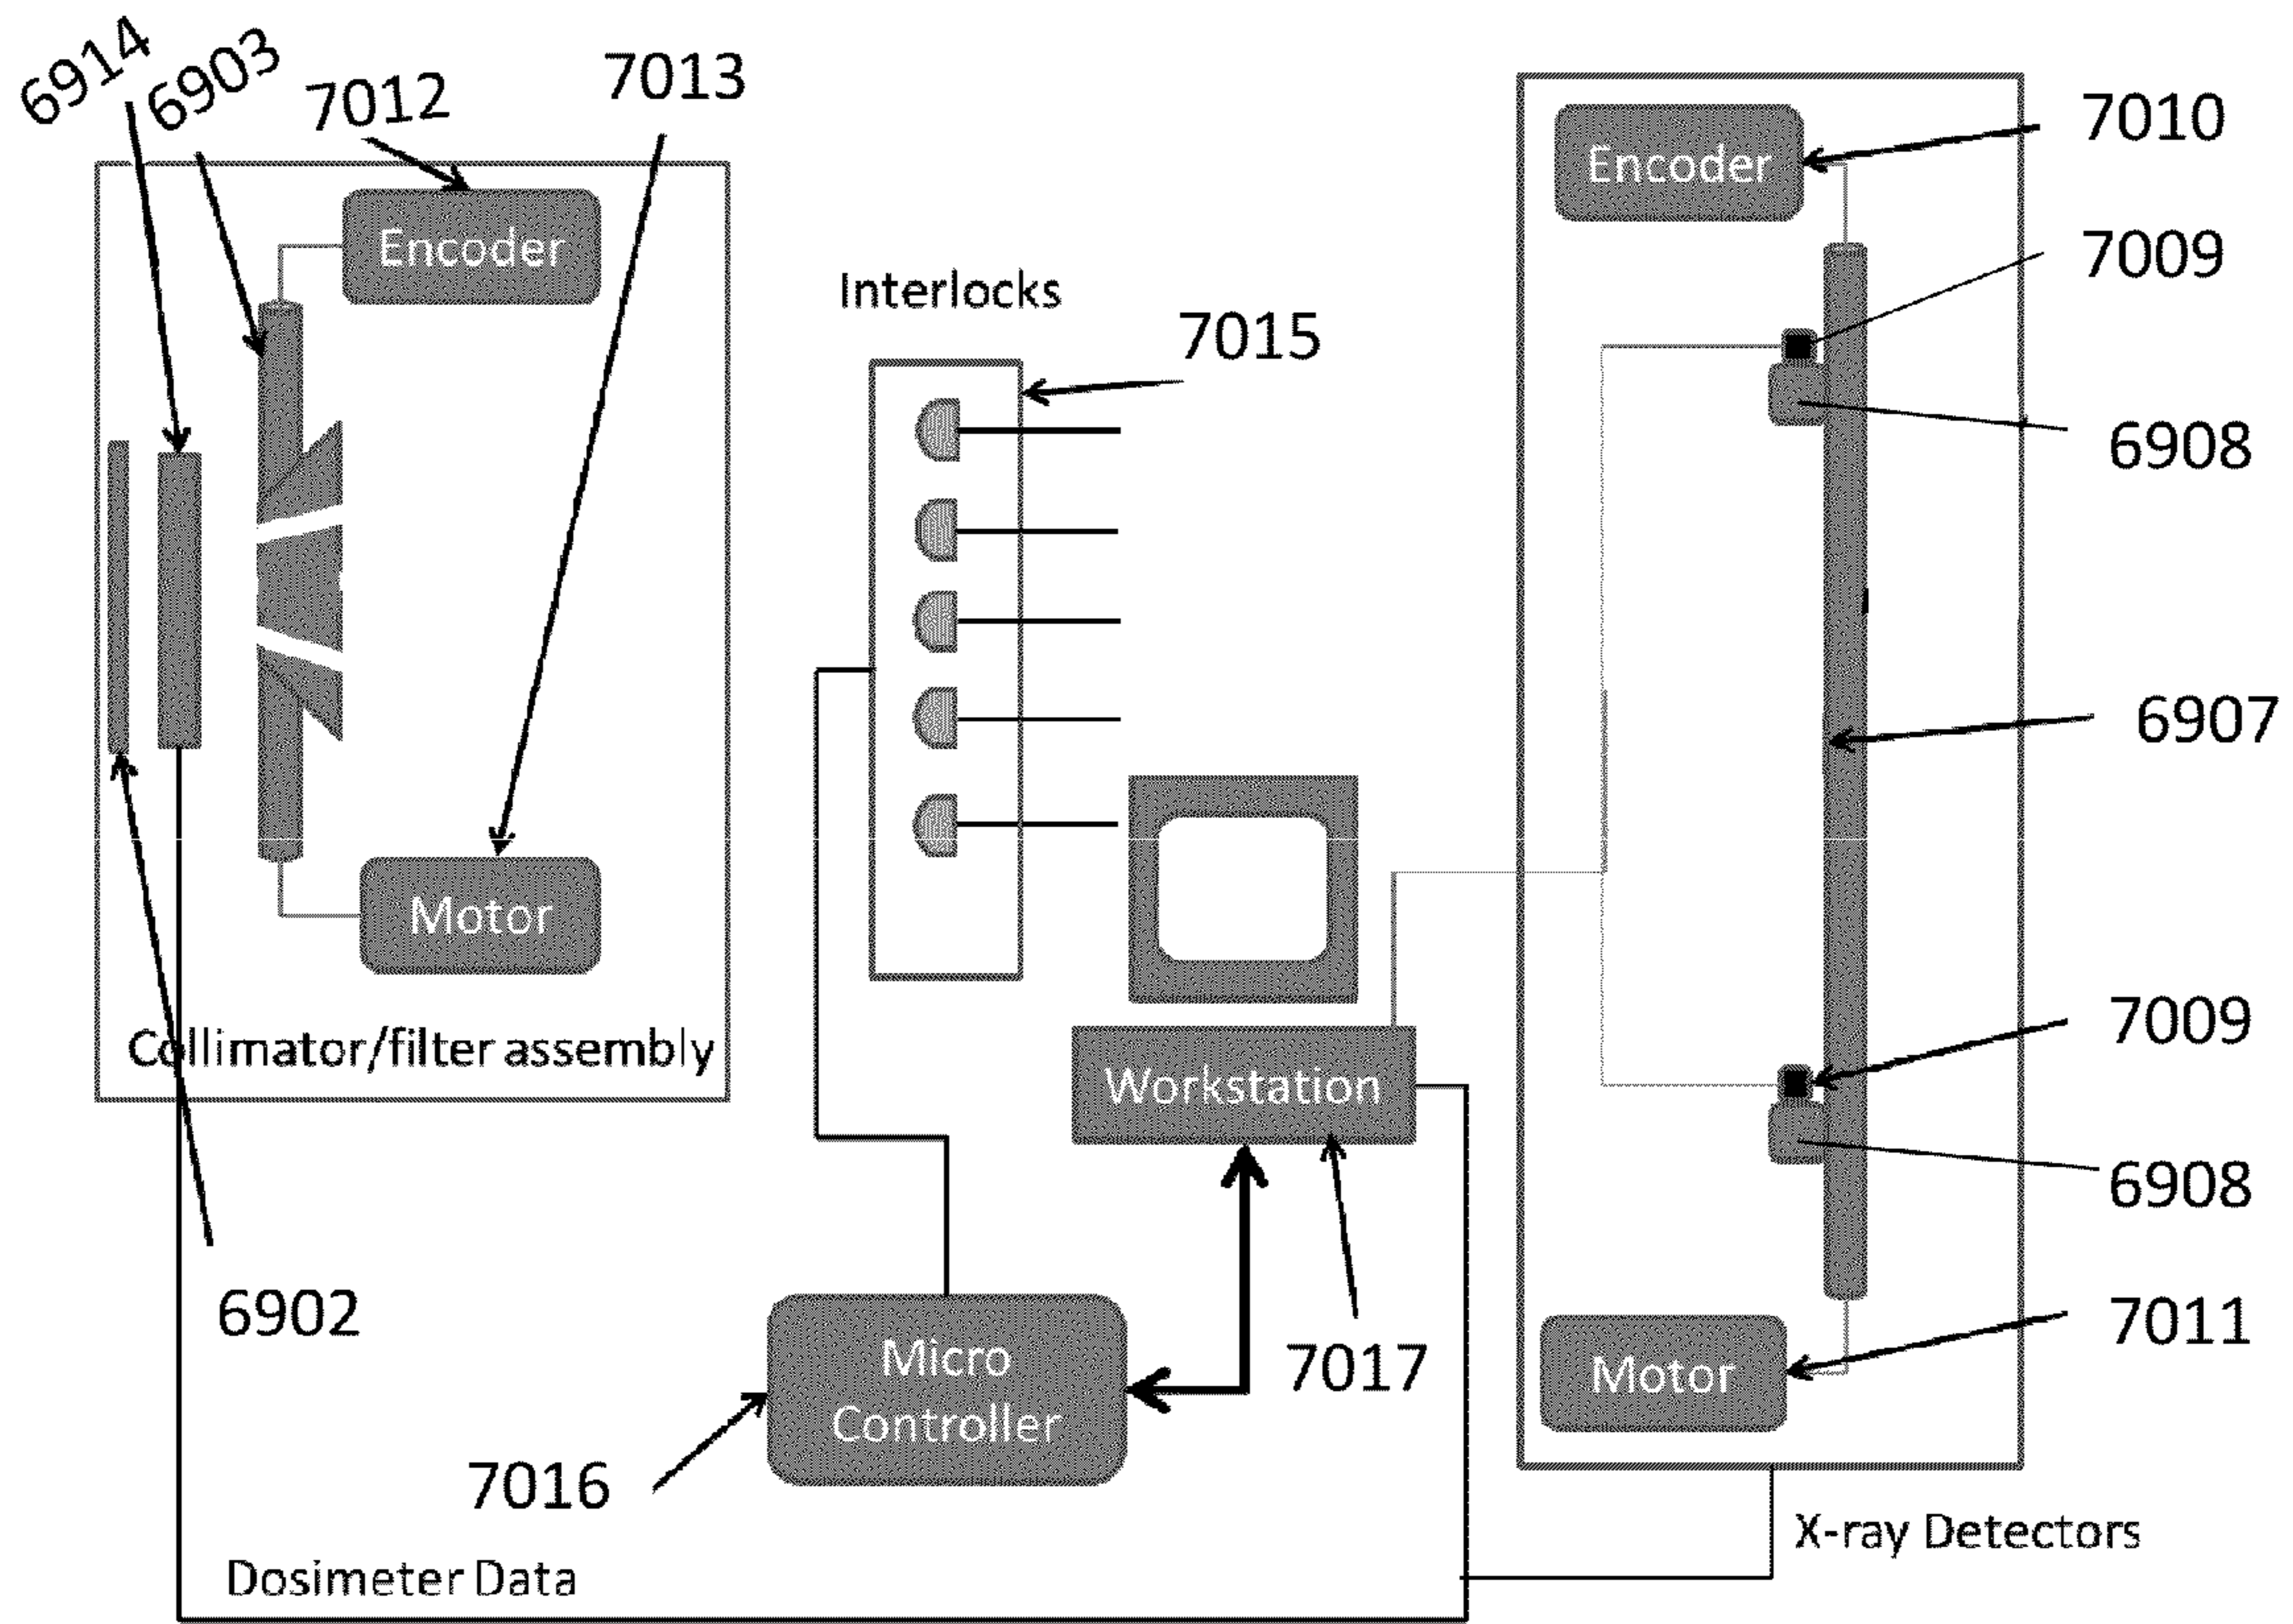 6914
6903
7012
7013
Encoder
Motor
Collimator/filter assembly
6902
Interlocks
7015
Workstation
7017
Micro
Controller
7016
Dosimeter Data
Encoder
7010
7009
6908
6907
7009
6908
7011
Motor
X-ray Detectors